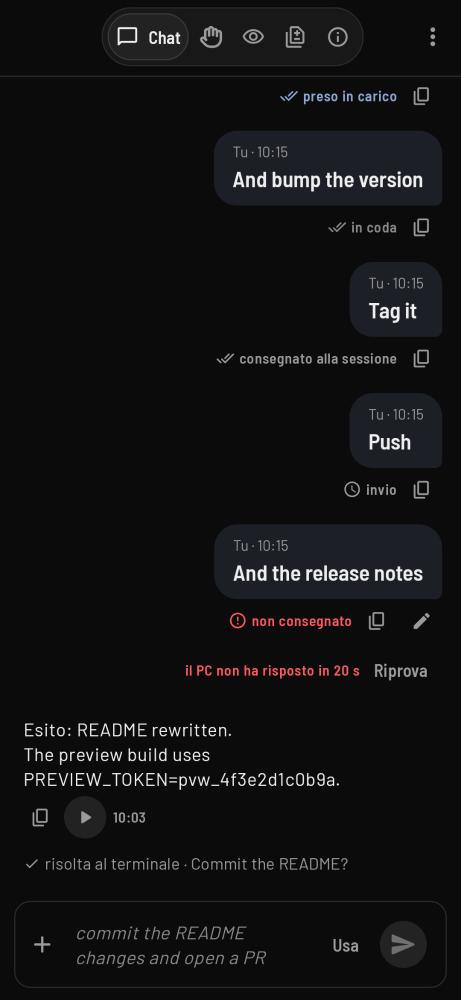 Chat
preso in carico
Tu · 10:15
And bump the version
in coda
Tu · 10:15
Tag it
consegnato alla sessione
Tu · 10:15
Push
invio
Tu · 10:15
And the release notes
non consegnato
il PC non ha risposto in 20 s Riprova
Esito: README rewritten.
The preview build uses
PREVIEW_TOKEN=pvw_4f3e2d1c0b9a.
10:03
risolta al terminale · Commit the README?
commit the README
changes and open a PR
Usa